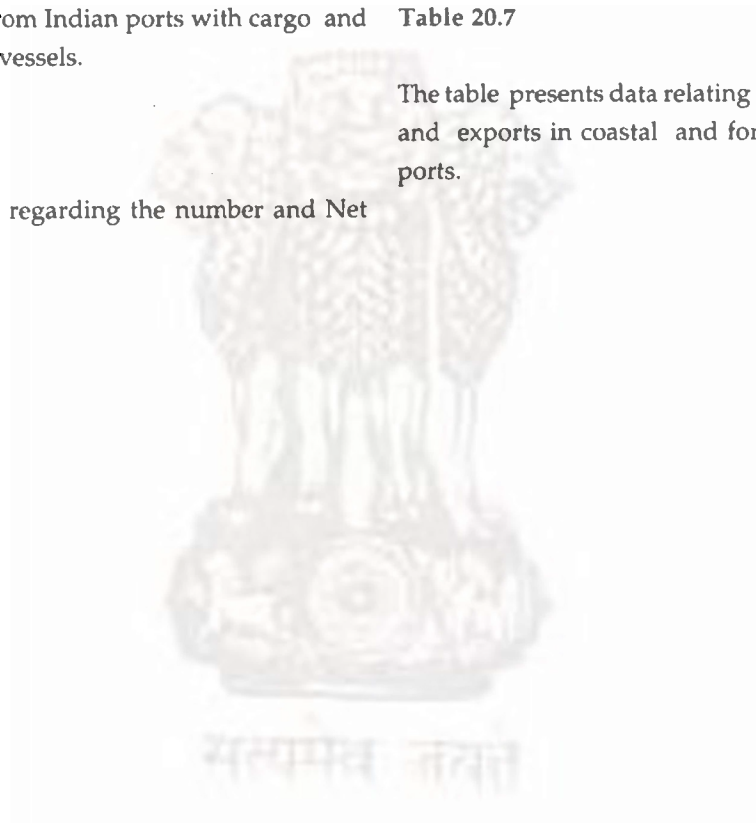 rom Indian ports with cargo and
vessels.
regarding the number and Net
Table 20.7
The table presents data relating
and exports in coastal and for
ports.
सत्यमेव जयते